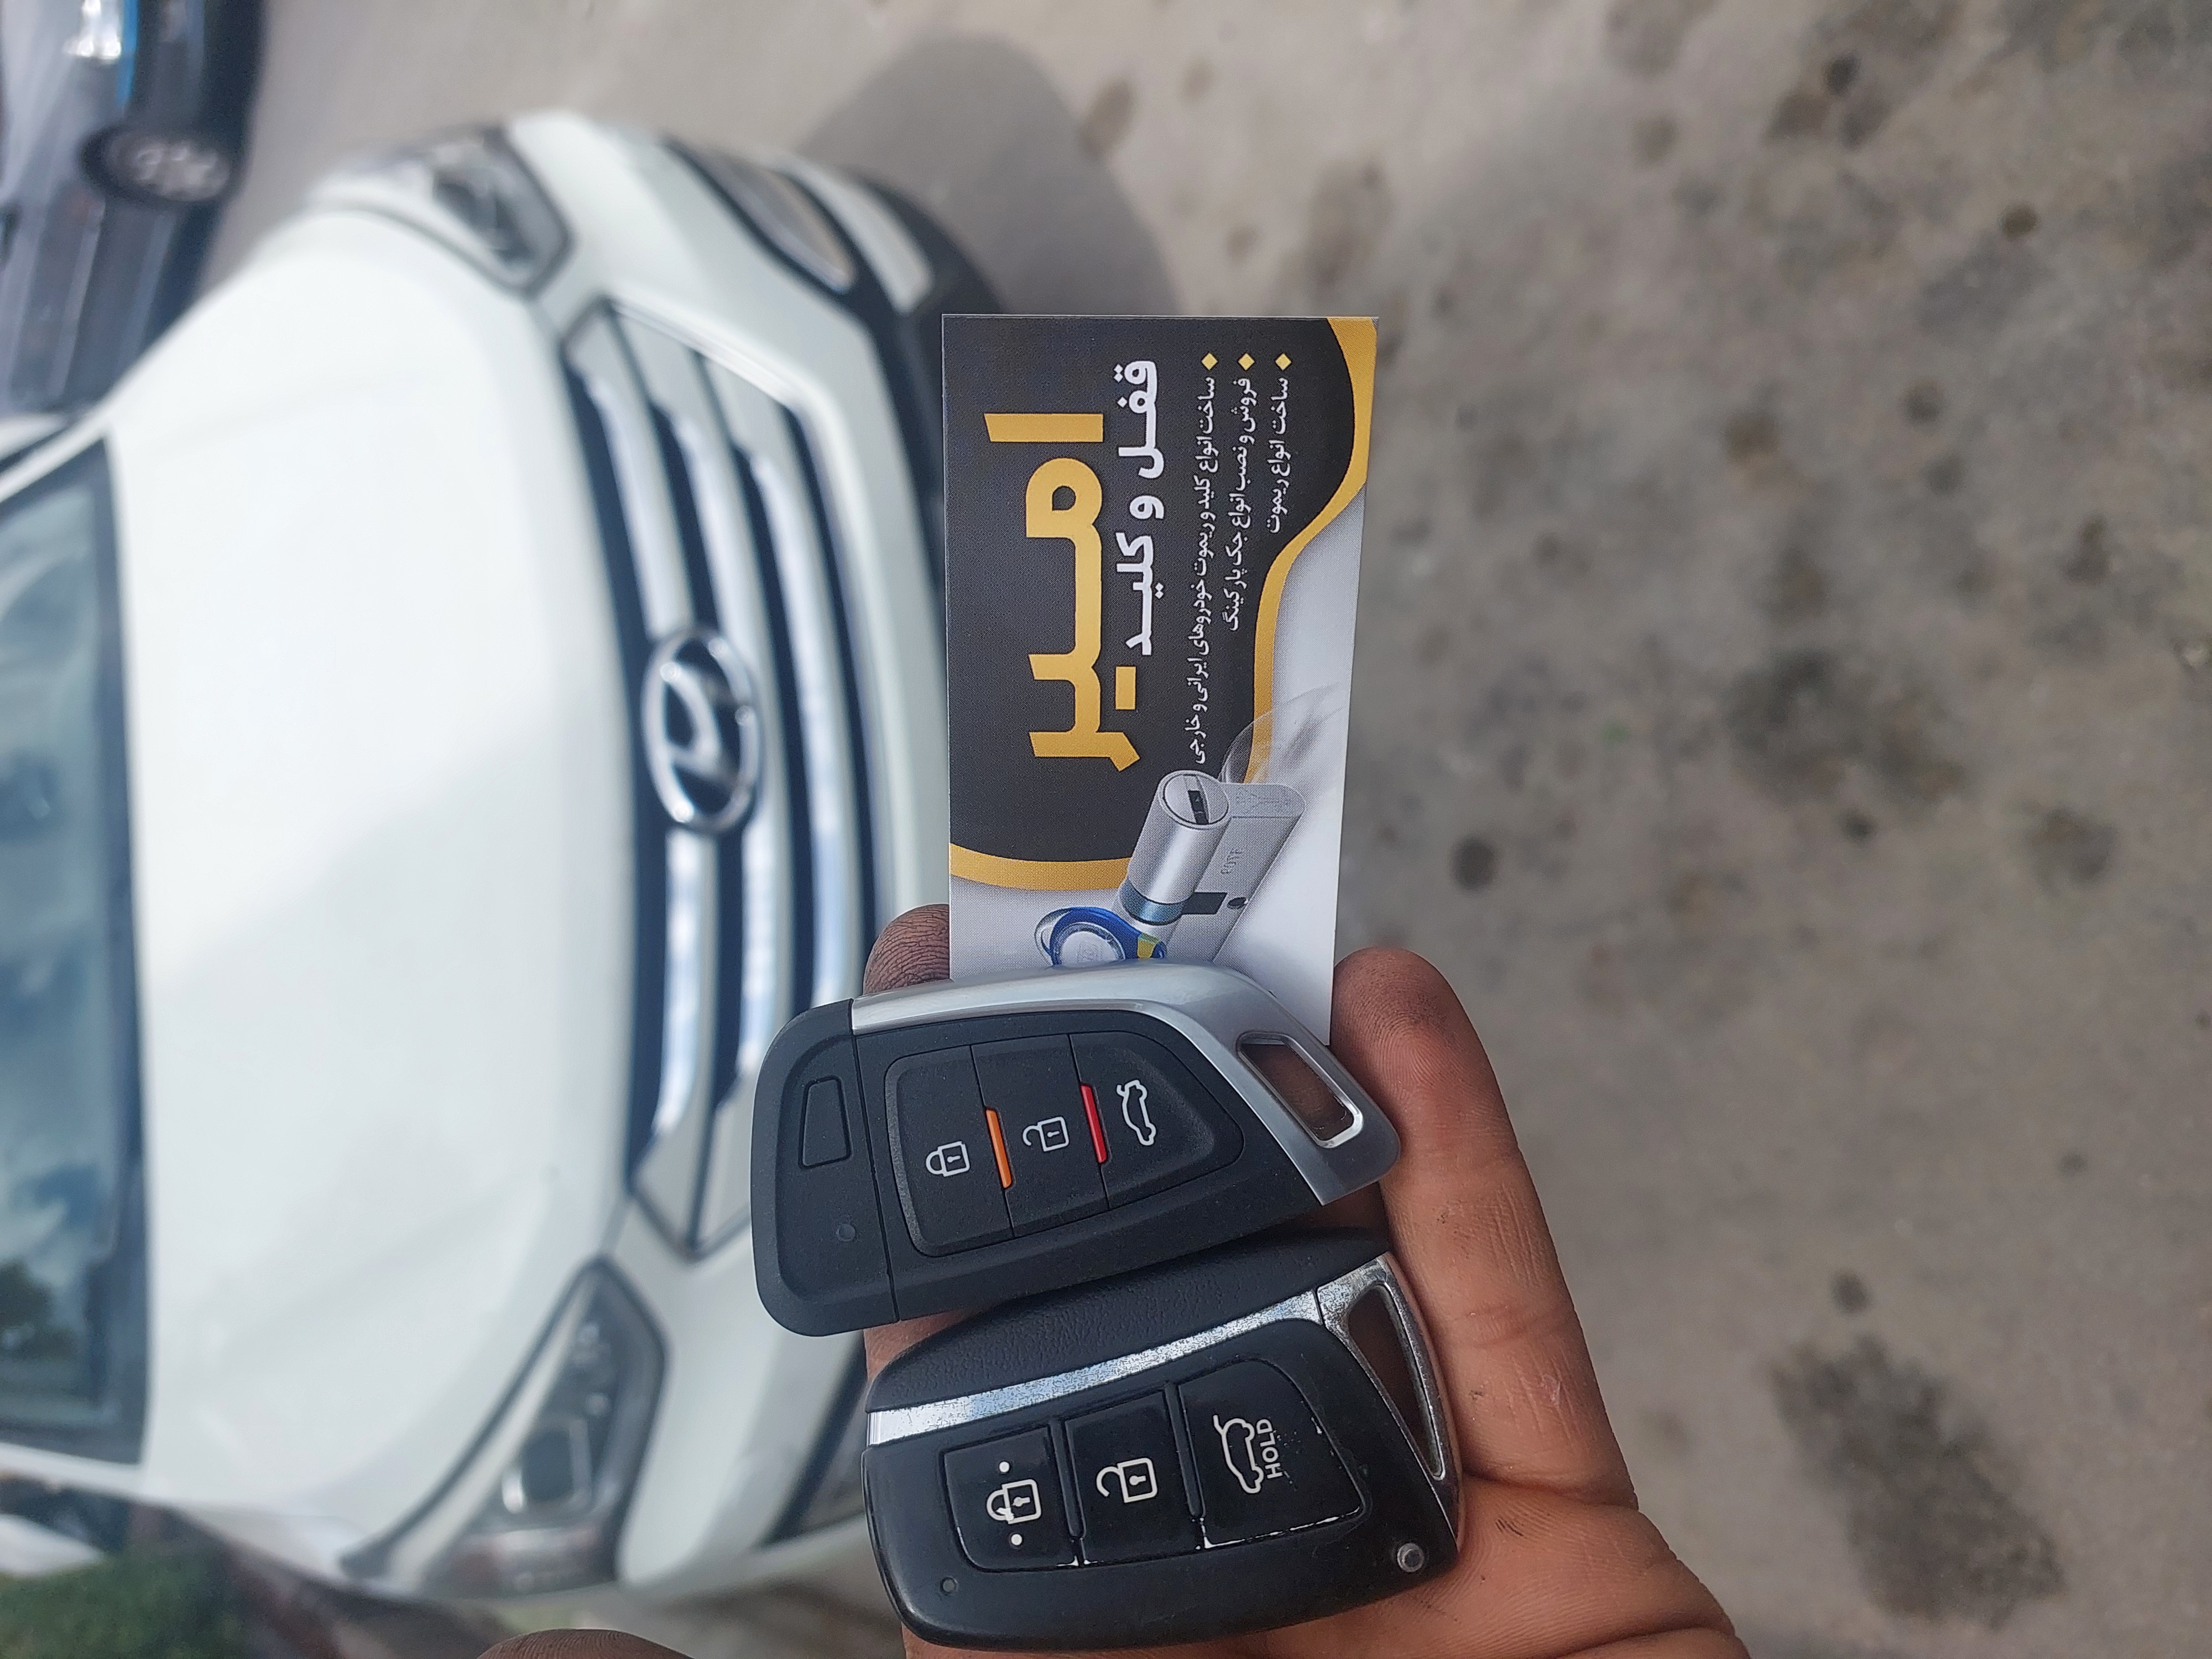 HOLD
امیر
قفل و کلید
ساخت انواع کلید و ریموت خودروهای ایرانی و خارجی
فروش و نصب انواع جک پارکینگ
ساخت انواع ریموت